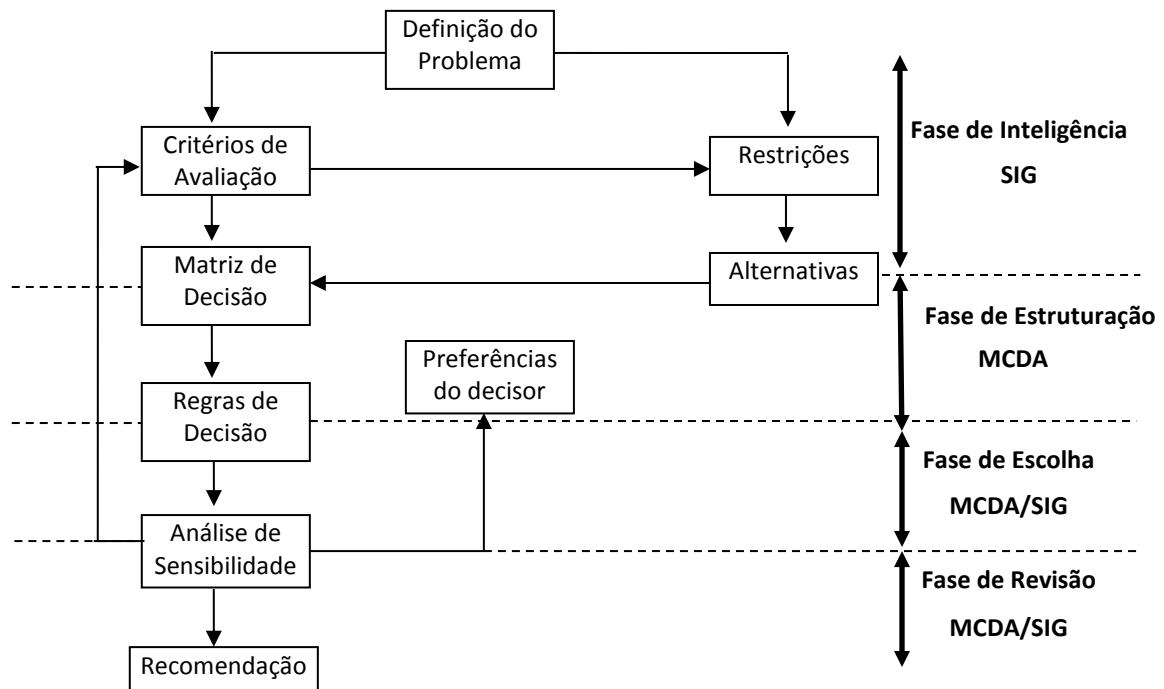 Definição do
Problema
Critérios de
Avaliação
Restrições
Fase de Inteligência
SIG
Matriz de
Decisão
Alternativas
Fase de Estruturação
MCDA
Preferências
do decisor
Regras de
Decisão
Fase de Escolha
MCDA/SIG
Análise de
Sensibilidade
Fase de Revisão
MCDA/SIG
Recomendação